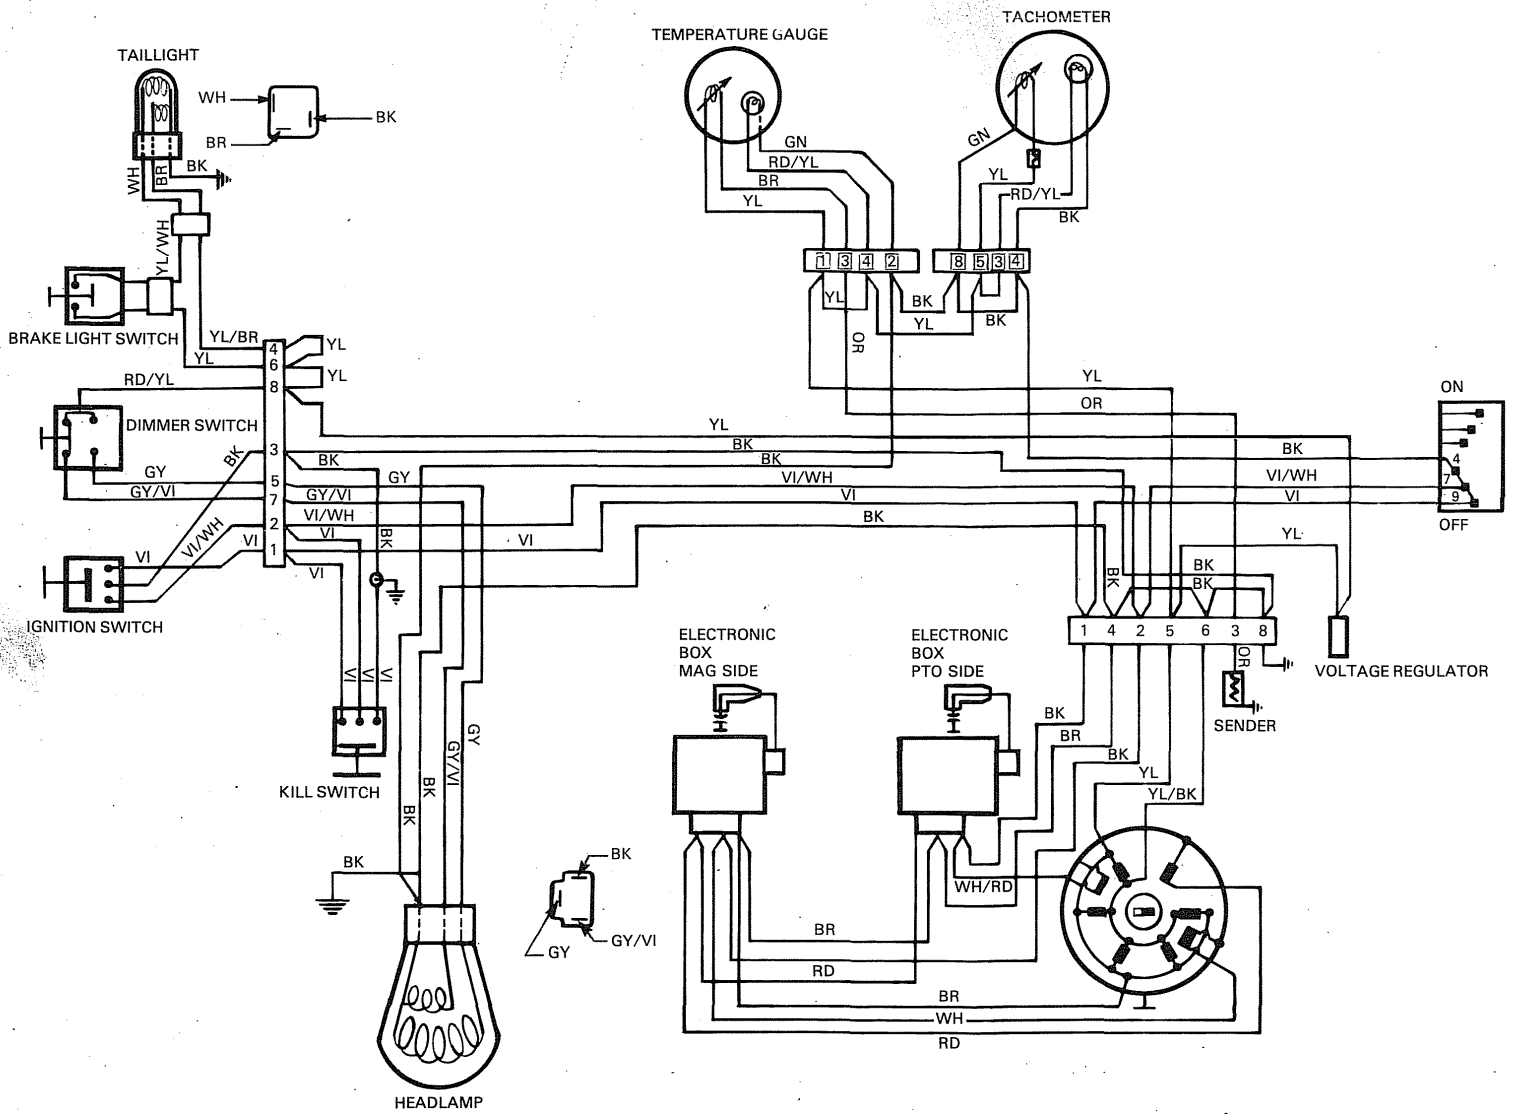 TACHOMETER
TEMPERATURE GAUGE
TAILLIGHT
WH
BK
BR
WH
BR
BK
GN
RD/YL
BR
YL
GN
YL
RD/YL
BK
YL/WH
1 3 4 2
8 5 3 4
YL
BK
YL
BK
OR
BRAKE LIGHT SWITCH
YL/BR
YL
4
6
8
3
5
7
2
1
YL
YL
RD/YL
DIMMER SWITCH
BK
GY
GY/VI
VI/WH
VI
IGNITION SWITCH
YL
OR
YL
BK
BK
BK
GY
GY/VI
VI/WH
VI
BK
VI
VI
VI/WH
VI
BK
ON
BK
4
VI/WH
7
VI
9
OFF
YL
BK
BK
BK
1 4 2 5 6 3 8
OR
VOLTAGE REGULATOR
SENDER
ELECTRONIC
BOX
MAG SIDE
ELECTRONIC
BOX
PTO SIDE
VI
VI
VI
KILL SWITCH
GY
GY/VI
BK
BK
BK
BK
BR
BK
YL
YL/BK
WH/RD
BK
GY
GY/VI
BR
RD
BR
WH
RD
HEADLAMP